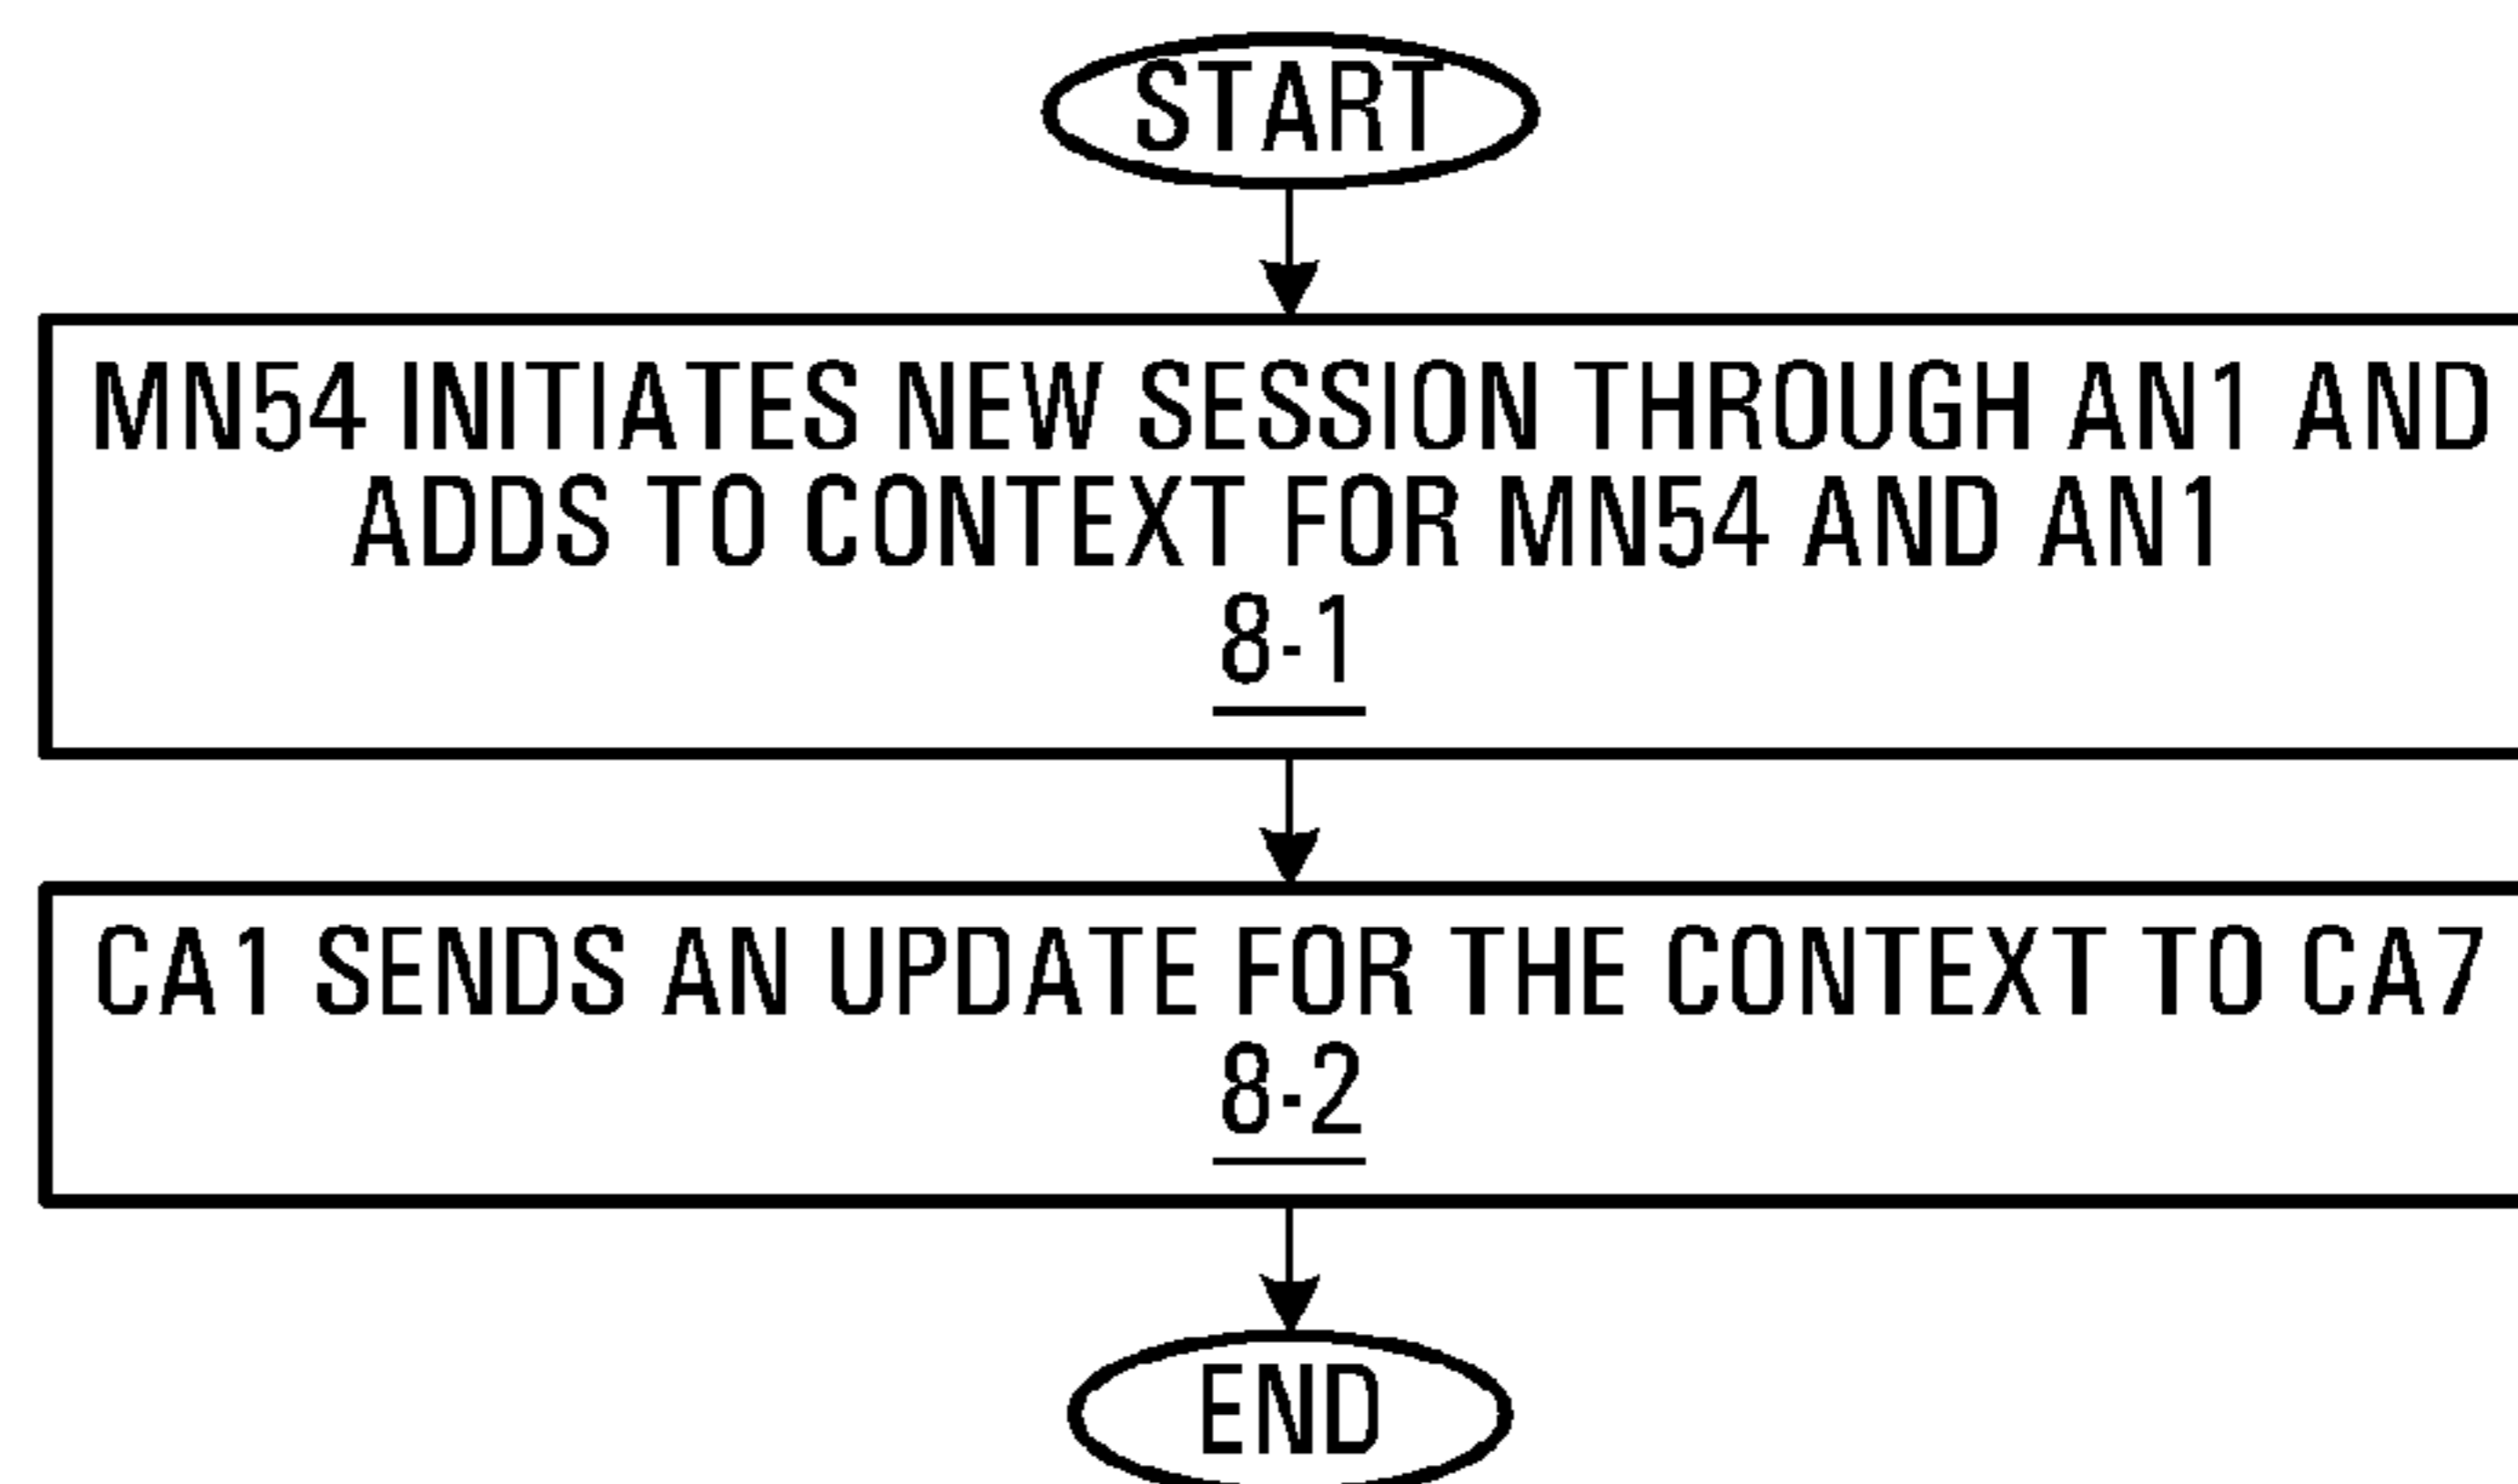 START
MN54 INITIATES NEW SESSION THROUGH AN1 AND
ADDS TO CONTEXT FOR MN54 AND AN1
8-1
CA1 SENDS AN UPDATE FOR THE CONTEXT TO CA7
8-2
END